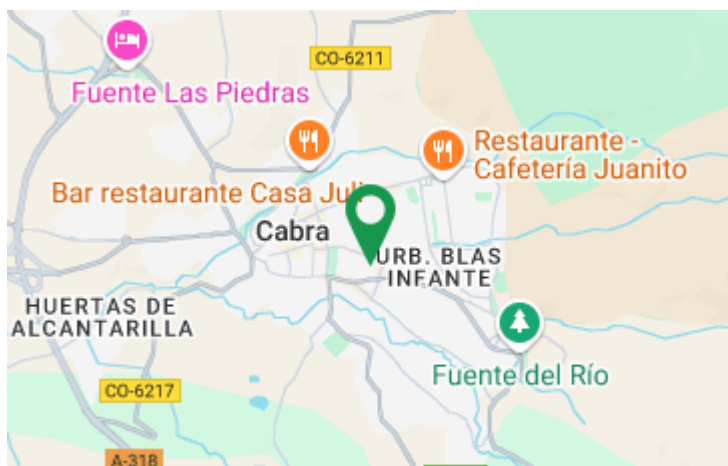 CO-6211
Fuente Las Piedras
Restaurante -
Cafetería Juanito
Bar restaurante Casa
Cabra
URB. BLAS
INFANTE
HUERTAS DE
ALCANTARILLA
Fuente del Río
CO-6217
A-318